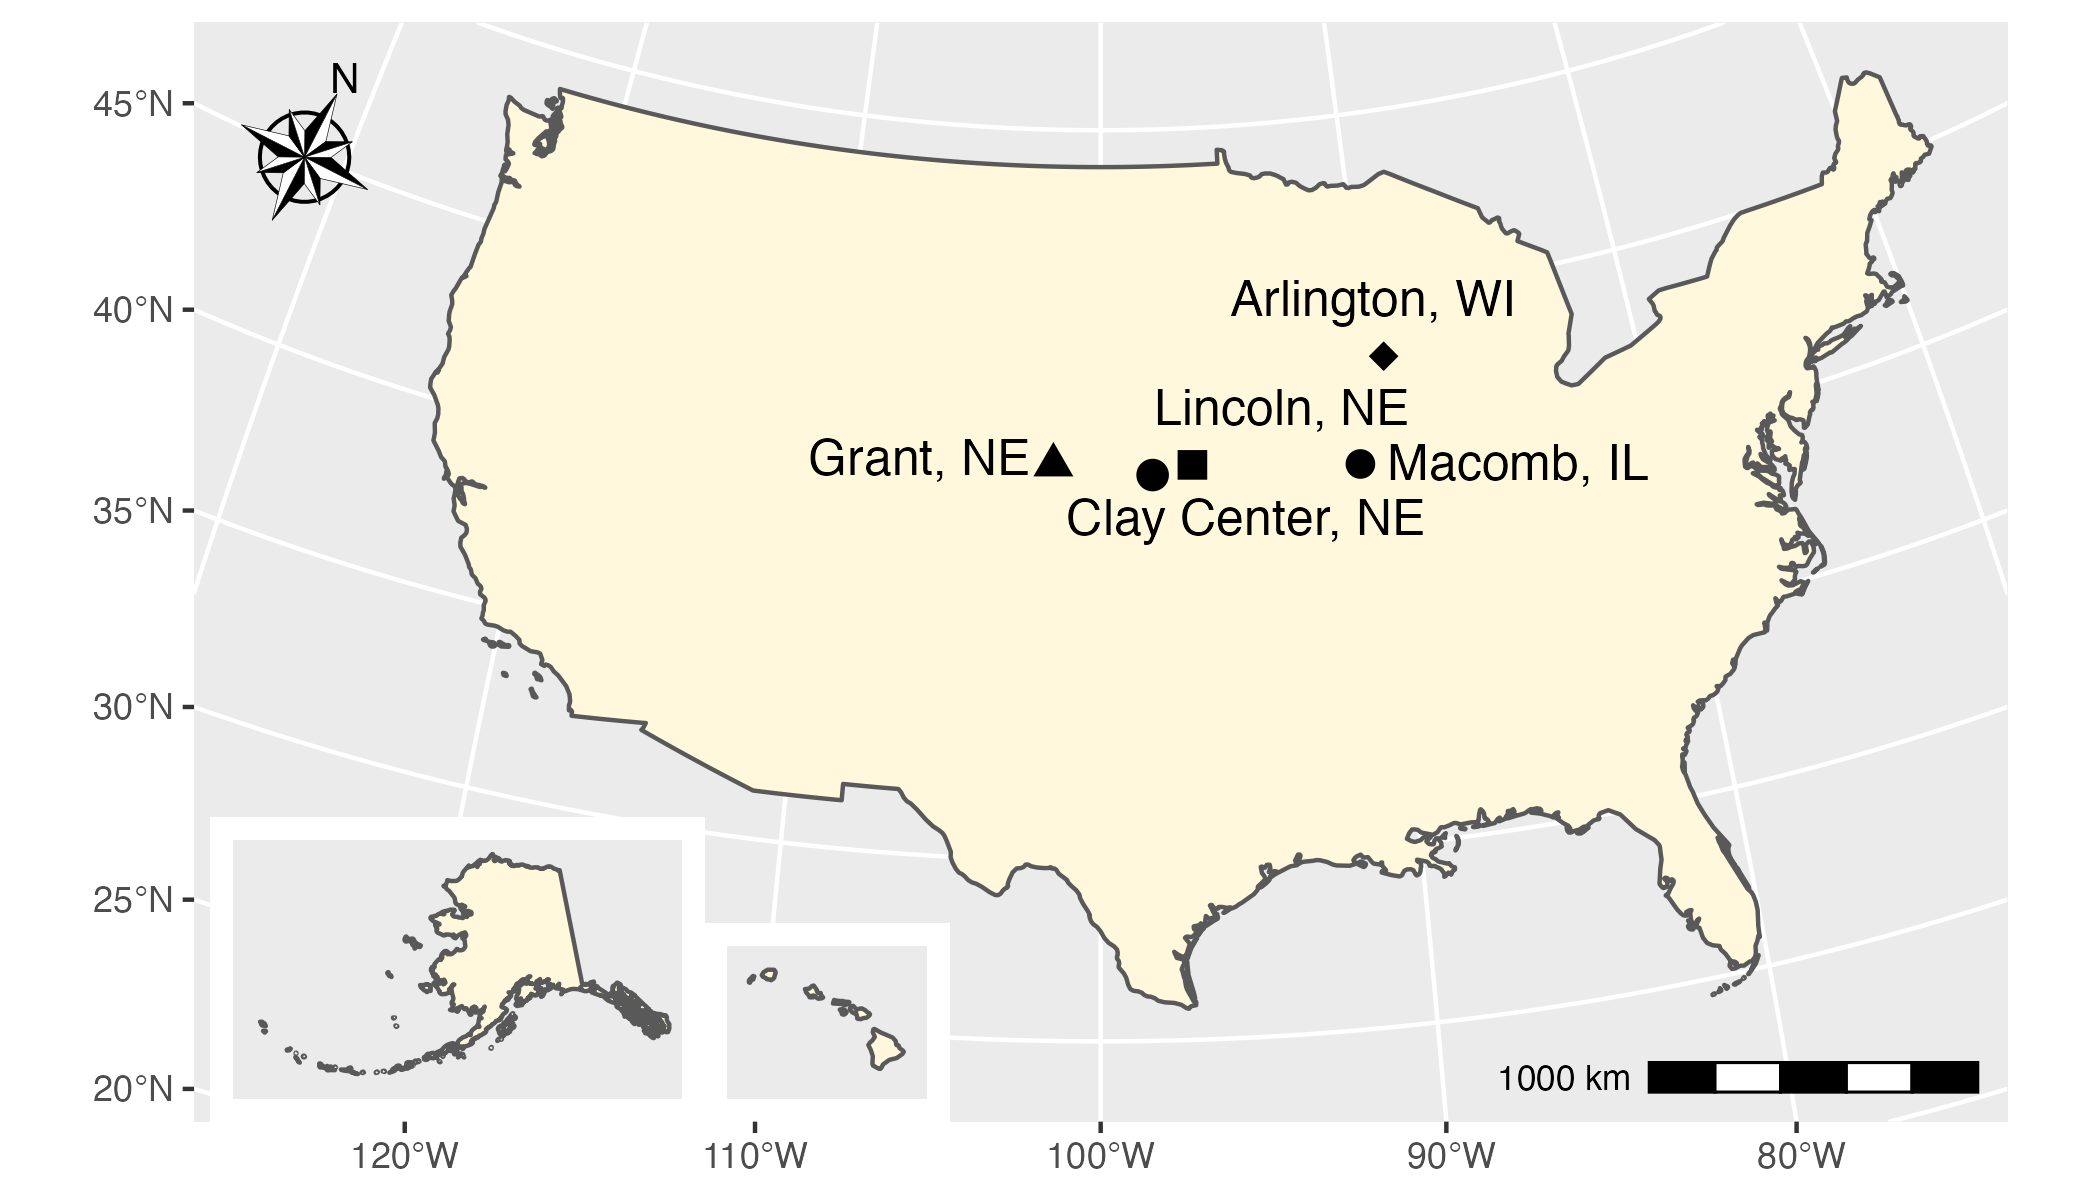 N
45°N
40°N
35°N
30°N
25°N
20°N
Arlington, WI
Lincoln, NE
Grant, NE
Macomb, IL
Clay Center, NE
1000 km
120°W
110°W
100°W
90°W
80°W